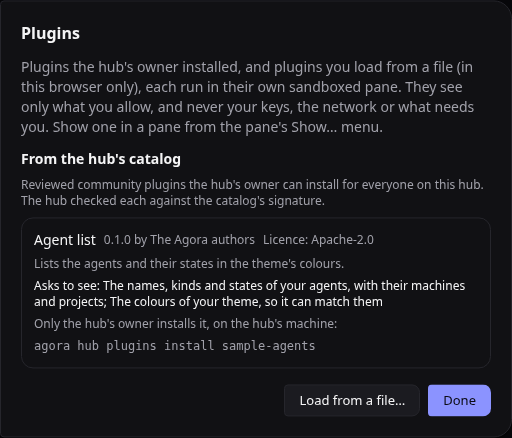 Plugins
Plugins the hub's owner installed, and plugins you load from a file (in
this browser only), each run in their own sandboxed pane. They see
only what you allow, and never your keys, the network or what needs
you. Show one in a pane from the pane's Show... menu.
From the hub's catalog
Reviewed community plugins the hub's owner can install for everyone on this hub.
The hub checked each against the catalog's signature.
Agent list 0.1.0 by The Agora authors Licence: Apache-2.0
Lists the agents and their states in the theme's colours.
Asks to see: The names, kinds and states of your agents, with their machines
and projects; The colours of your theme, so it can match them
Only the hub's owner installs it, on the hub's machine:
agora hub plugins install sample-agents
Load from a file... Done